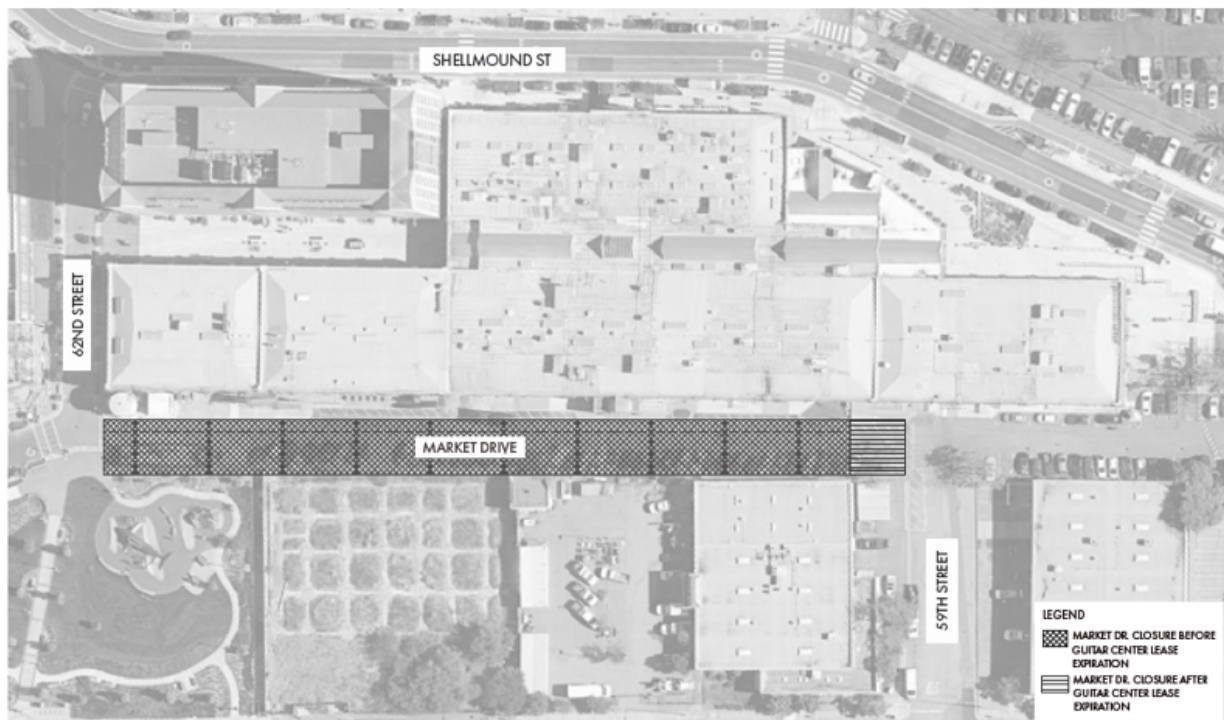 SHELLMOUND ST
62ND STREET
MARKET DRIVE
59TH STREET
LEGEND
MARKET DR. CLOSURE BEFORE
GUITAR CENTER LEASE
EXPIRATION
MARKET DR. CLOSURE AFTER
GUITAR CENTER LEASE
EXPIRATION